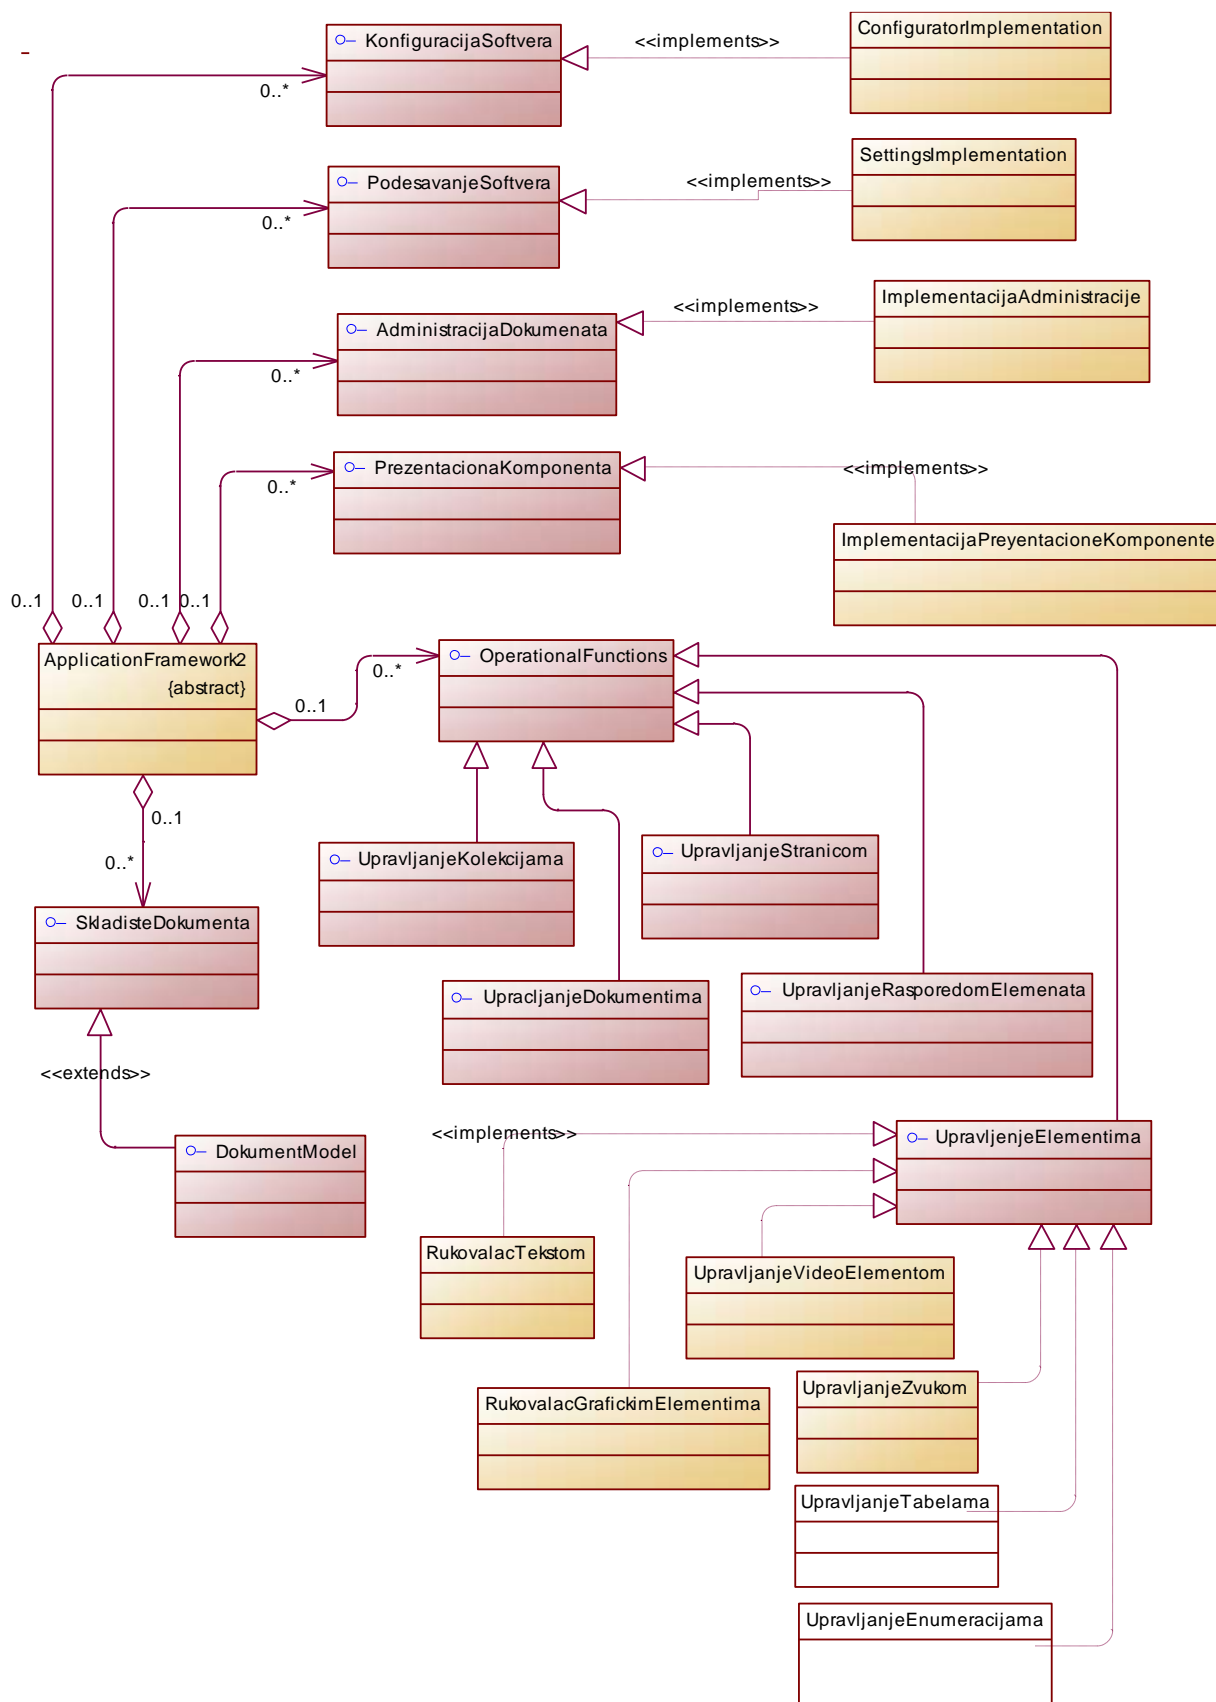 KonfiguracijaSoftvera
<<implements>>
ConfiguratorImplementation
0..*
PodesavanjeSoftvera
<<implements>>
SettingsImplementation
0..*
AdministracijaDokumenata
<<implements>>
ImplementacijaAdministracije
0..*
PrezentacionaKomponenta
<<implements>>
0..*
ImplementacijaPreyentacioneKomponente
0..1
0..1
0..1
0..1
ApplicationFramework2
{abstract}
OperationalFunctions
0..*
0..1
0..1
0..*
UpravljanjeKolekcijama
UpravljanjeStranicom
SkladisteDokumenta
UpracljanjeDokumentima
UpravljanjeRasporedomElemenata
<<extends>>
DokumentModel
<<implements>>
UpravljenjeElementima
RukovalacTekstom
UpravljanjeVideoElementom
UpravljanjeZvukom
RukovalacGrafickimElementima
UpravljanjeTabelama
UpravljanjeEnumeracijama